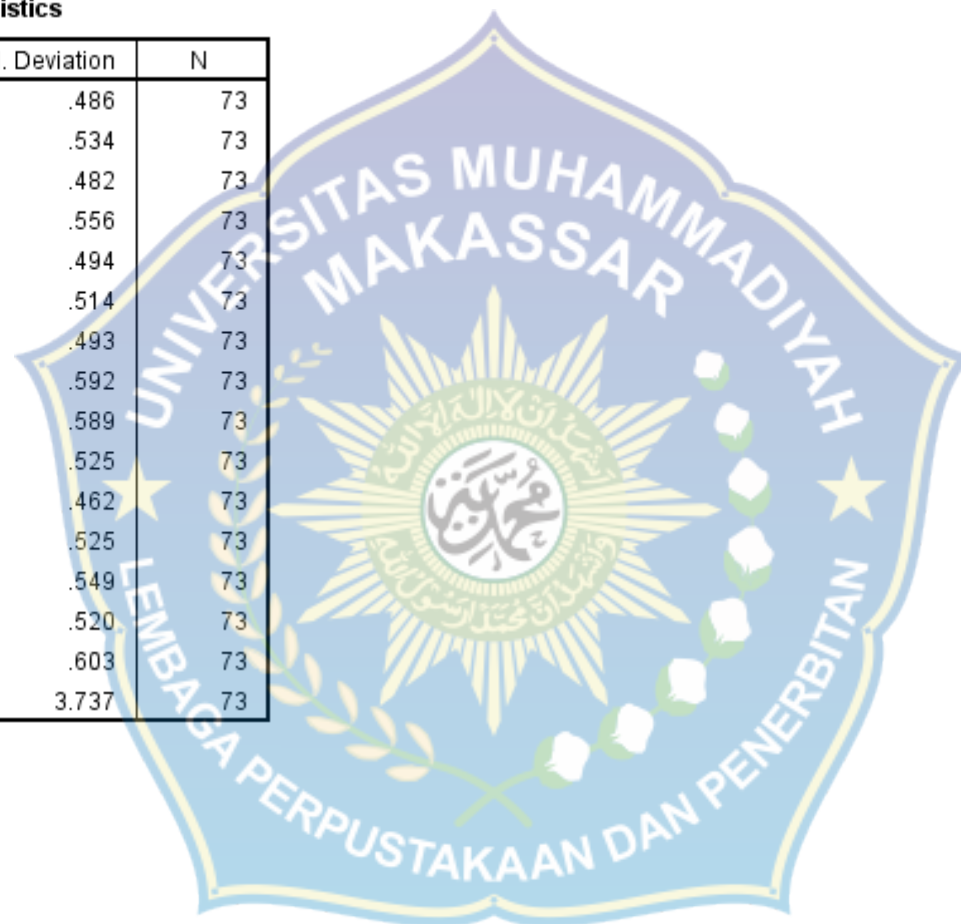 istics
. Deviation N
.486 73
.534 73
.482 73
.556 73
.494 73
.514 73
.493 73
.592 73
.589 73
.525 73
.462 73
.525 73
.549 73
.520 73
.603 73
3.737 73
UNIVERSITAS MUHAMMADIYAH
MAKASSAR
محمدية
LEMBAGA PERPUSTAKAAN DAN PENERBITAN